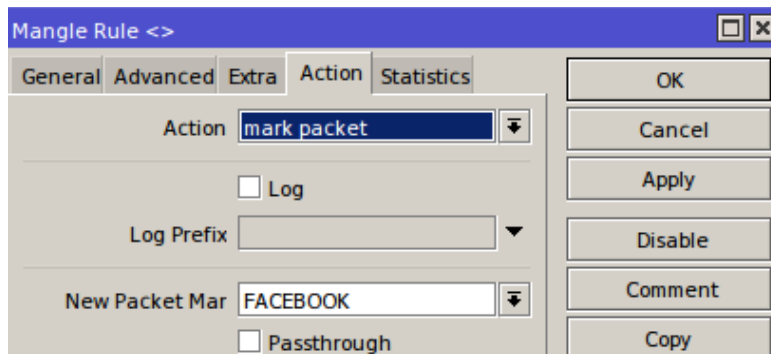 Mangle Rule <>
General Advanced Extra Action Statistics
Action mark packet
Log
Log Prefix
New Packet Mar FACEBOOK
Passthrough
OK
Cancel
Apply
Disable
Comment
Copy